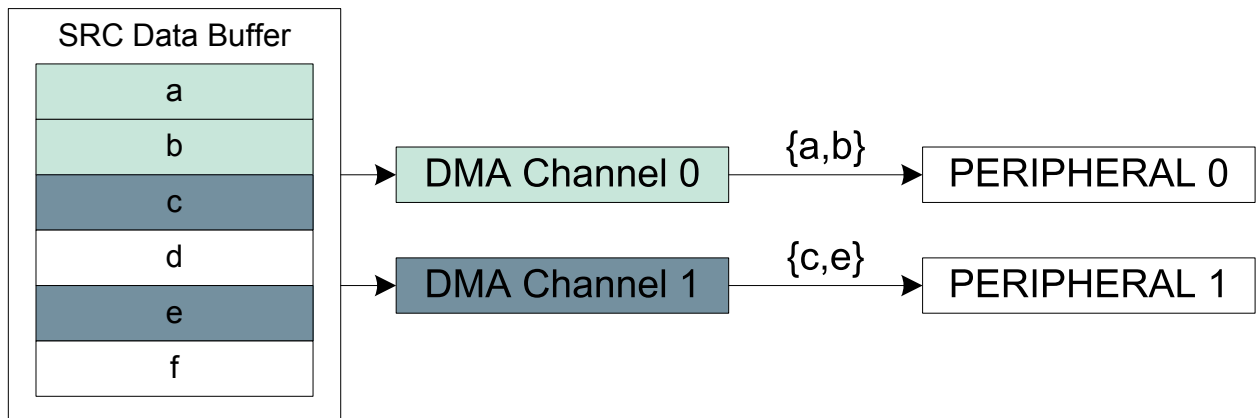 SRC Data Buffer
a
b
c
d
e
f
DMA Channel 0
{a,b}
PERIPHERAL 0
DMA Channel 1
{c,e}
PERIPHERAL 1